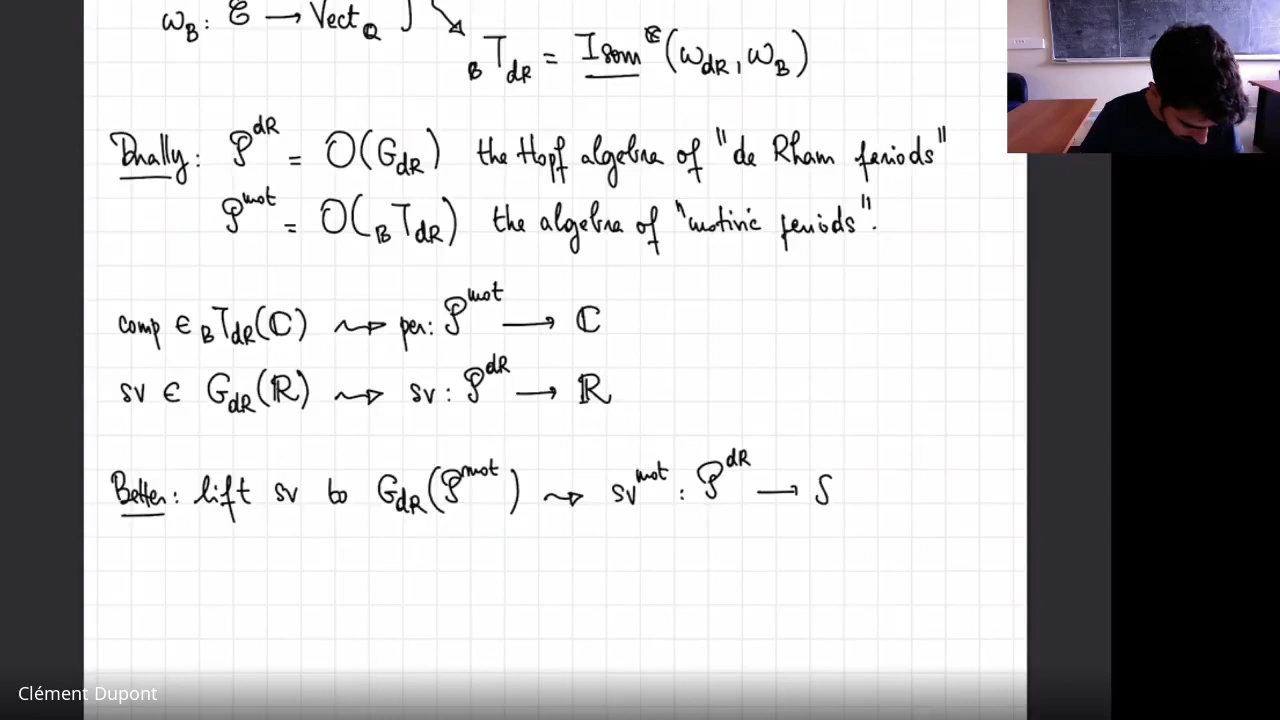 ω_B : 𝒞 → Vect_ℚ }
_B T_dR = Isom^𝒞 (ω_dR, ω_B)
Dually: 𝒫^dR = O(G_dR) the Hopf algebra of "de Rham periods"
𝒫^mot = O(_B T_dR) the algebra of "motivic periods".
comp ∈ _B T_dR(ℂ) ⇝ per: 𝒫^mot → ℂ
sv ∈ G_dR(ℝ) ⇝ sv : 𝒫^dR → ℝ
Better: lift sv to G_dR(𝒫^mot) ⇝ sv^mot : 𝒫^dR → S
Clément Dupont